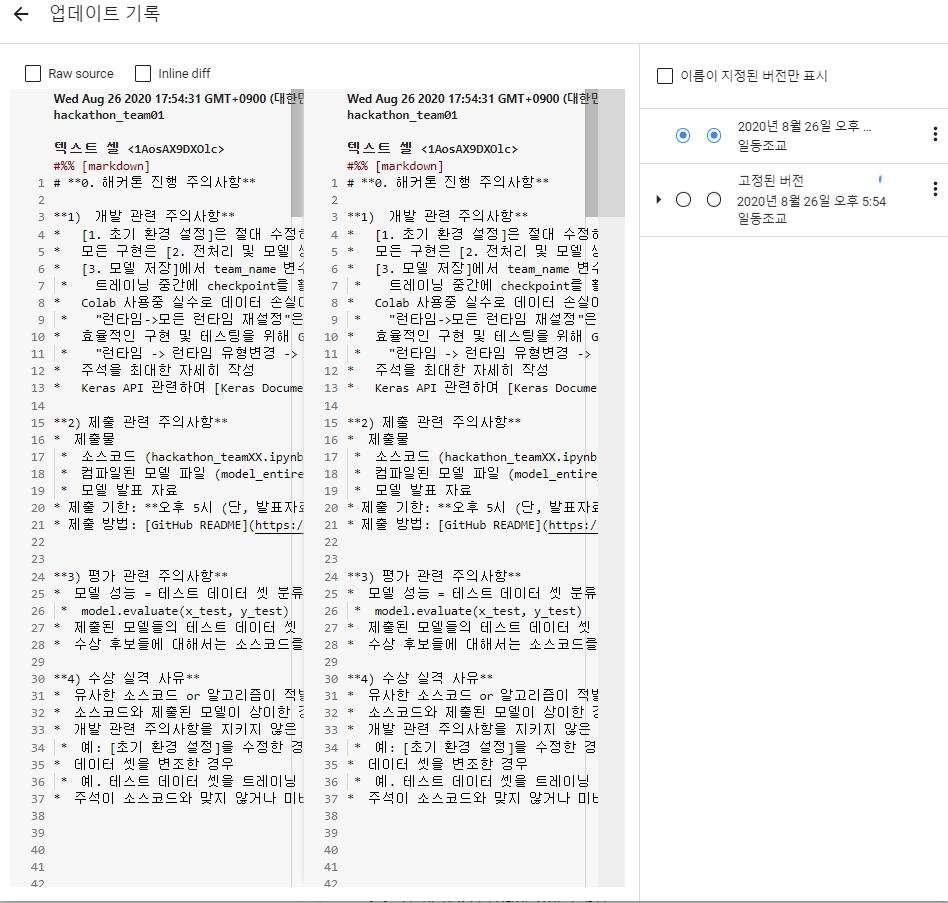 업데이트 기록
Raw source
Inline diff
Wed Aug 26 2020 17:54:31 GMT+0900 (대한민
hackathon_team01
텍스트 셀 <1AosAX9DXOlc>
#%% [markdown]
1 # **0. 해커톤 진행 주의사항**
2
3 **1)  개발 관련 주의사항**
4 *   [1. 초기 환경 설정]은 절대 수정하
5 *   모든 구현은 [2. 전처리 및 모델 생
6 *   [3. 모델 저장]에서 team_name 변수
7  *    트레이닝 중간에 checkpoint를 활
8 *   Colab 사용중 실수로 데이터 손실이
9  *    "런타임->모든 런타임 재설정"은
10 *   효율적인 구현 및 테스팅을 위해 G
11  *    "런타임 -> 런타임 유형변경 ->
12 *   주석을 최대한 자세히 작성
13 *   Keras API 관련하여 [Keras Docume
14
15 **2) 제출 관련 주의사항**
16 *  제출물
17  *  소스코드 (hackathon_teamXX.ipynb
18  *  컴파일된 모델 파일 (model_entire
19  *  모델 발표 자료
20 * 제출 기한: **오후 5시 (단, 발표자료
21 * 제출 방법: [GitHub README](https:/
22
23
24 **3) 평가 관련 주의사항**
25 *  모델 성능 = 테스트 데이터 셋 분류
26  *  model.evaluate(x_test, y_test)
27 *  제출된 모델들의 테스트 데이터 셋
28 *  수상 후보들에 대해서는 소스코드를
29
30 **4) 수상 실격 사유**
31 *  유사한 소스코드 or 알고리즘이 적발
32 *  소스코드와 제출된 모델이 상이한 경
33 *  개발 관련 주의사항을 지키지 않은
34  *  예: [초기 환경 설정]을 수정한 경
35 *  데이터 셋을 변조한 경우
36  *  예. 테스트 데이터 셋을 트레이닝
37 *  주석이 소스코드와 맞지 않거나 미비
38
39
40
41
42
Wed Aug 26 2020 17:54:31 GMT+0900 (대한민
hackathon_team01
텍스트 셀 <1AosAX9DXOlc>
#%% [markdown]
1 # **0. 해커톤 진행 주의사항**
2
3 **1)  개발 관련 주의사항**
4 *   [1. 초기 환경 설정]은 절대 수정하
5 *   모든 구현은 [2. 전처리 및 모델 생
6 *   [3. 모델 저장]에서 team_name 변수
7  *    트레이닝 중간에 checkpoint를 활
8 *   Colab 사용중 실수로 데이터 손실이
9  *    "런타임->모든 런타임 재설정"은
10 *   효율적인 구현 및 테스팅을 위해 G
11  *    "런타임 -> 런타임 유형변경 ->
12 *   주석을 최대한 자세히 작성
13 *   Keras API 관련하여 [Keras Docume
14
15 **2) 제출 관련 주의사항**
16 *  제출물
17  *  소스코드 (hackathon_teamXX.ipynb
18  *  컴파일된 모델 파일 (model_entire
19  *  모델 발표 자료
20 * 제출 기한: **오후 5시 (단, 발표자료
21 * 제출 방법: [GitHub README](https:/
22
23
24 **3) 평가 관련 주의사항**
25 *  모델 성능 = 테스트 데이터 셋 분류
26  *  model.evaluate(x_test, y_test)
27 *  제출된 모델들의 테스트 데이터 셋
28 *  수상 후보들에 대해서는 소스코드를
29
30 **4) 수상 실격 사유**
31 *  유사한 소스코드 or 알고리즘이 적발
32 *  소스코드와 제출된 모델이 상이한 경
33 *  개발 관련 주의사항을 지키지 않은
34  *  예: [초기 환경 설정]을 수정한 경
35 *  데이터 셋을 변조한 경우
36  *  예. 테스트 데이터 셋을 트레이닝
37 *  주석이 소스코드와 맞지 않거나 미비
38
39
40
41
42
이름이 지정된 버전만 표시
2020년 8월 26일 오후 ...
일동조교
고정된 버전
2020년 8월 26일 오후 5:54
일동조교